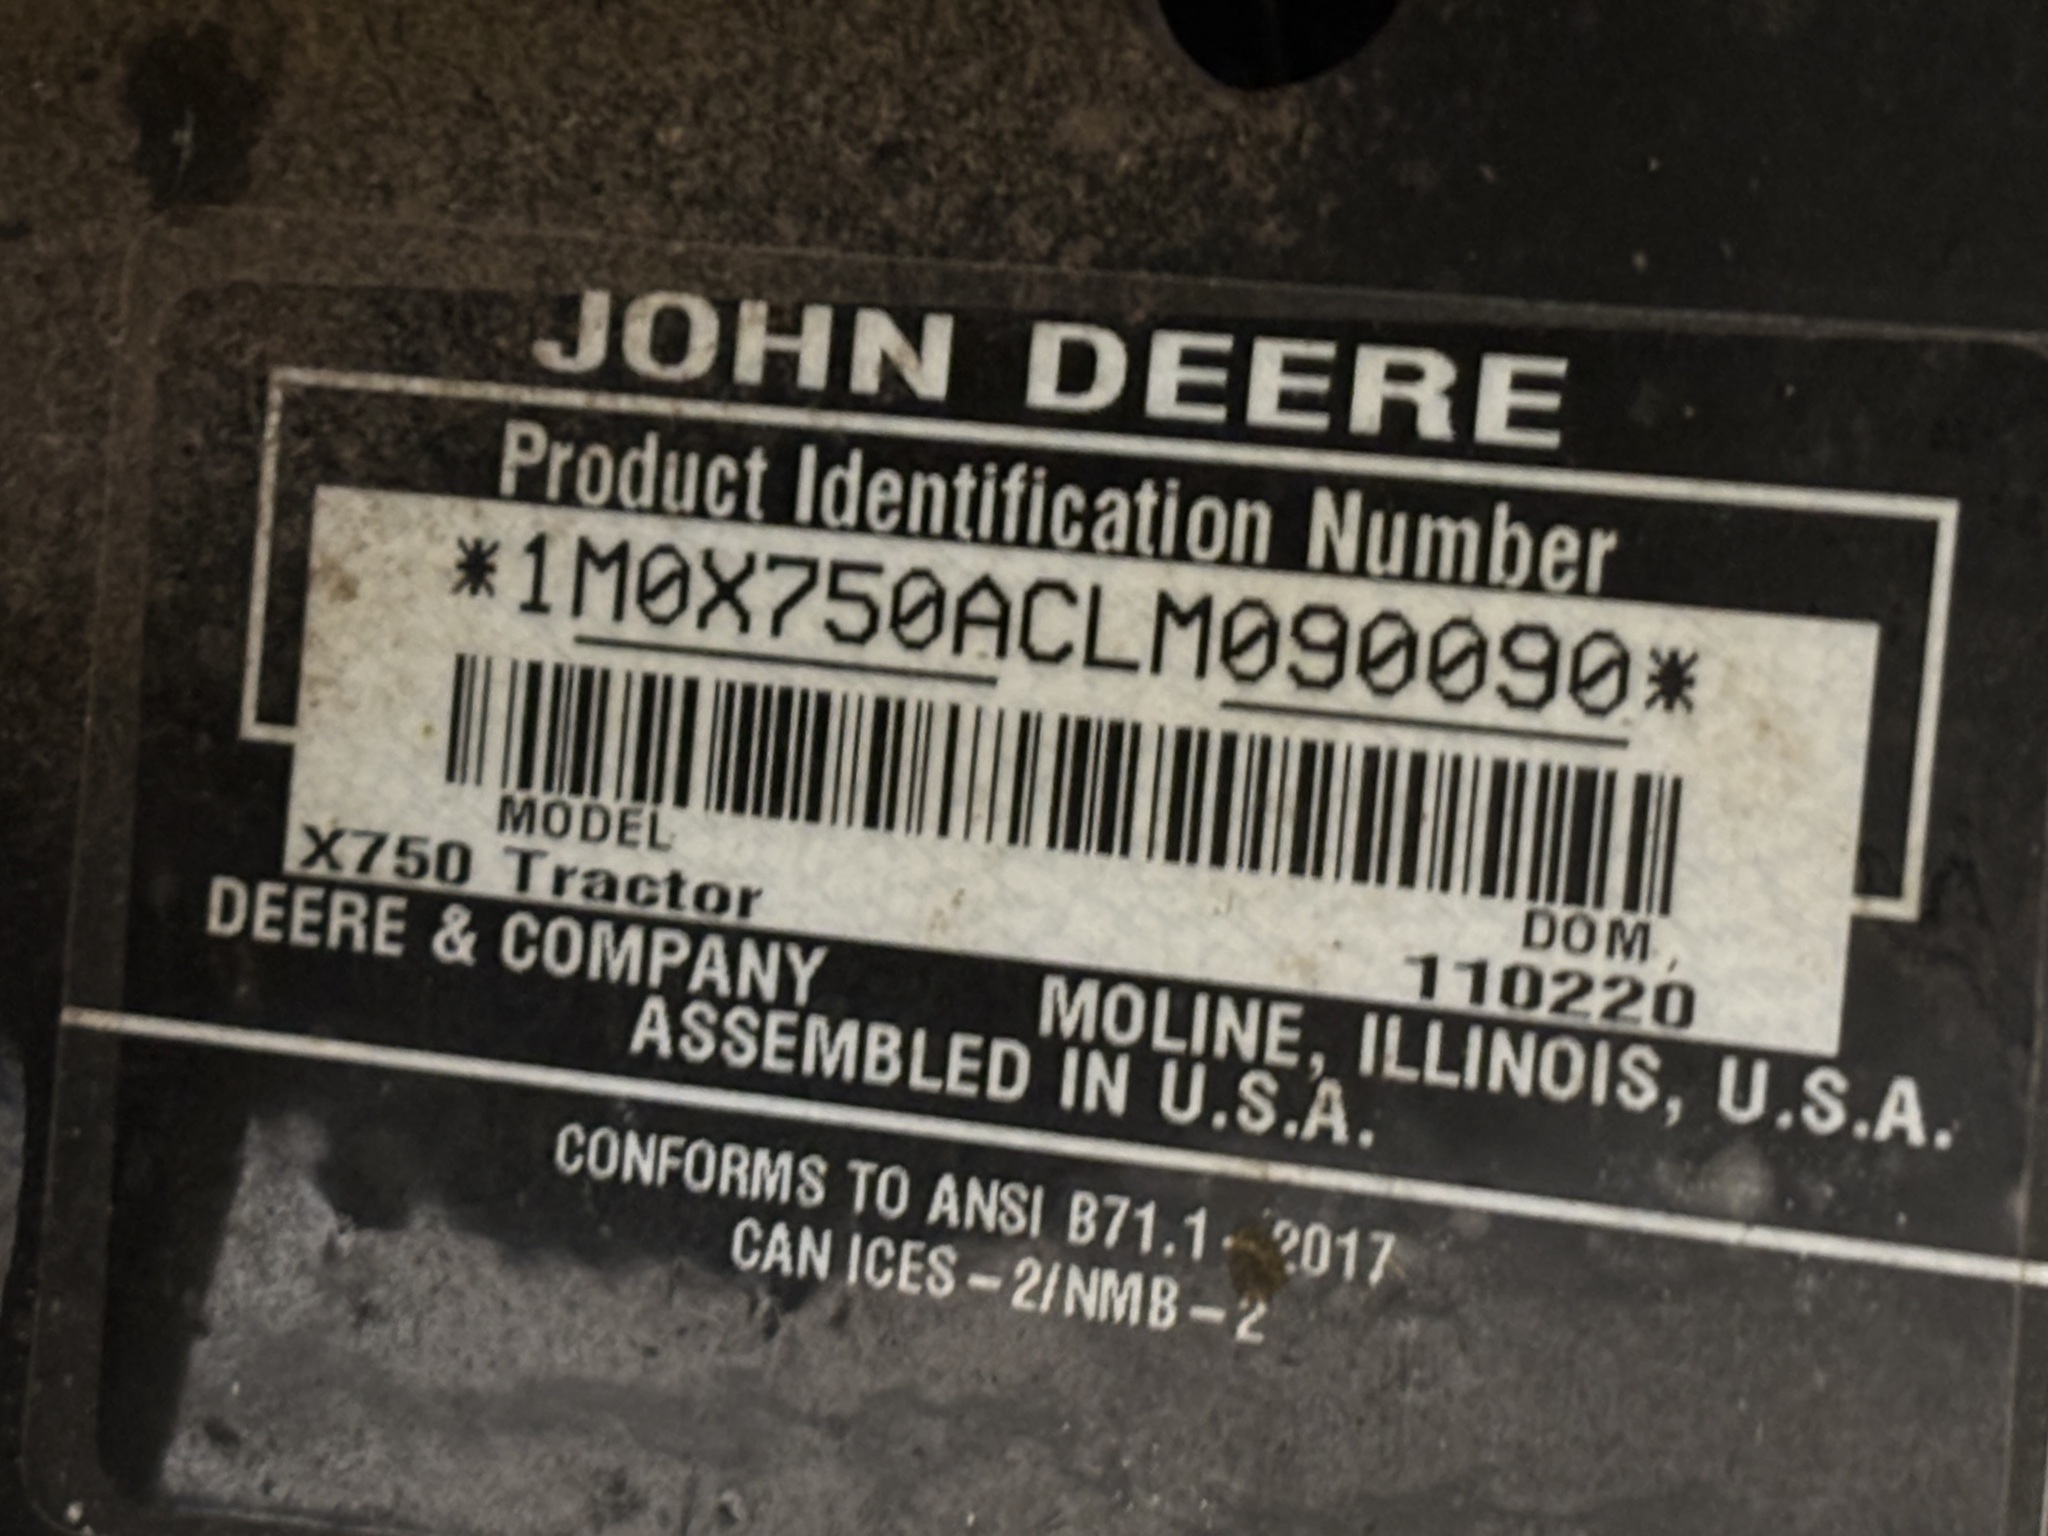 JOHN DEERE
Product Identification Number
*1M0X750ACLM090090*
MODEL
X750 Tractor
DOM
110220
DEERE & COMPANY MOLINE, ILLINOIS, U.S.A.
ASSEMBLED IN U.S.A.
CONFORMS TO ANSI B71.1-2017
CAN ICES-2/NMB-2